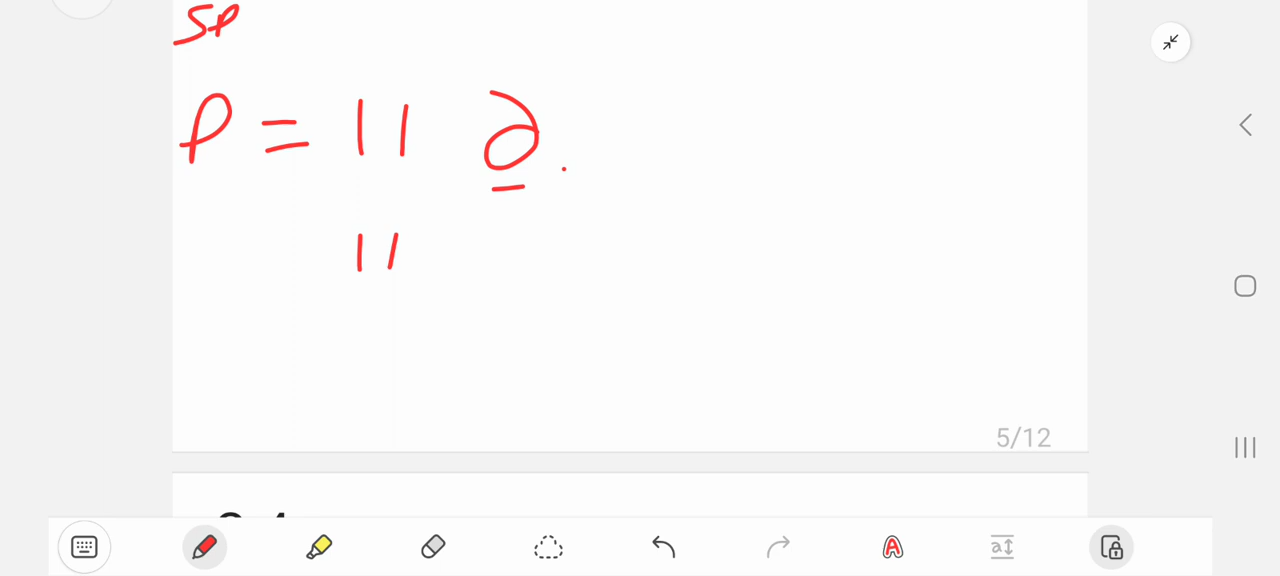 SP
P = 11 ∂.
11
5/12